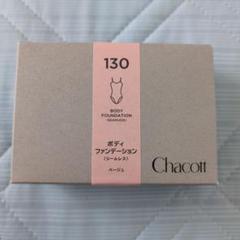 130
BODY
FOUNDATION
(SEAMLESS)
ボディ
ファンデーション
(シームレス)
ベージュ
Chacott